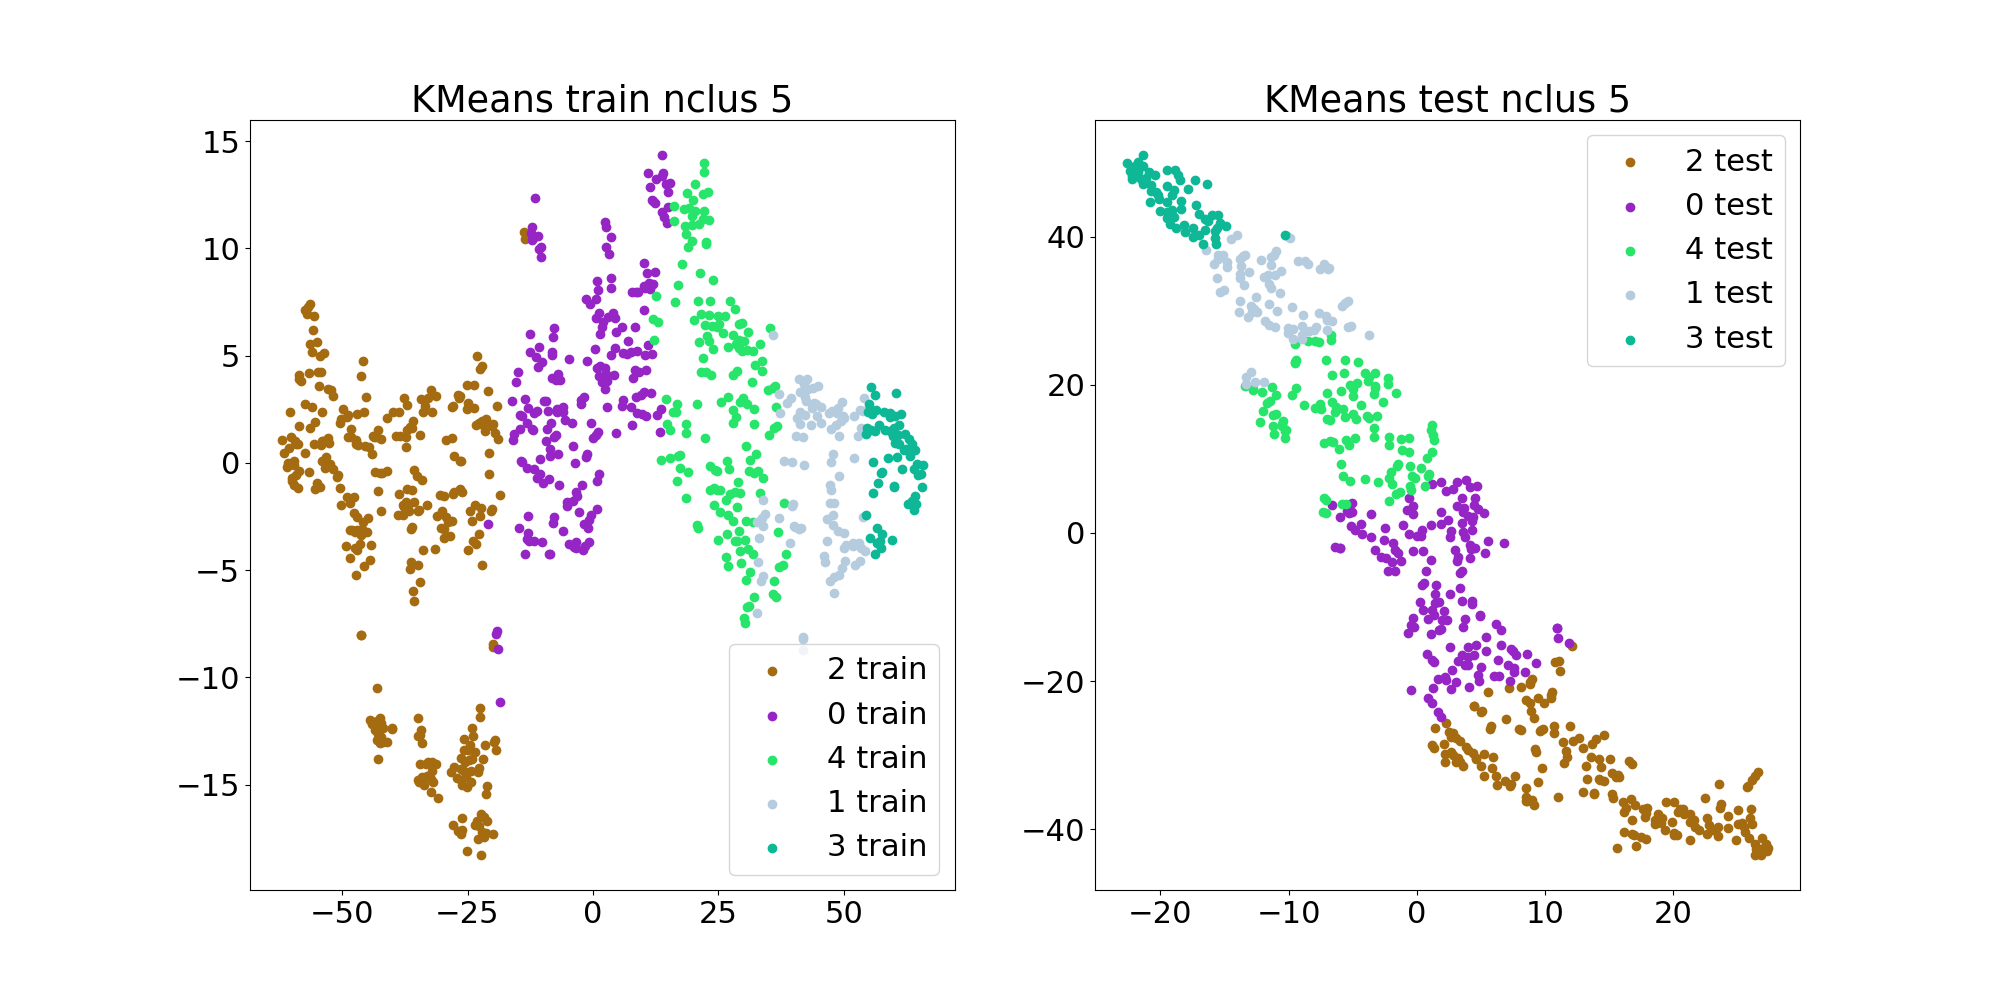 KMeans train nclus 5
15
10
5
0
−5
−10
−15
−50
−25
0
25
50
2 train
0 train
4 train
1 train
3 train
KMeans test nclus 5
40
20
0
−20
−40
−20
−10
0
10
20
2 test
0 test
4 test
1 test
3 test